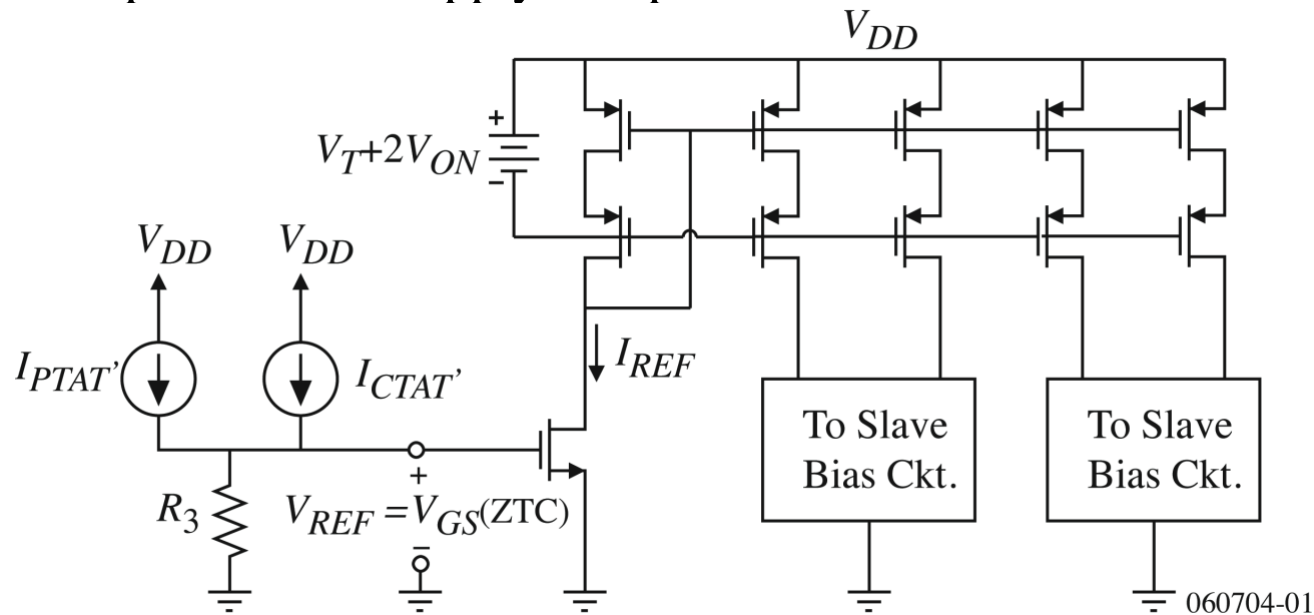 V_DD
V_T+2V_ON
+
-
V_DD
V_DD
I_PTAT'
I_CTAT'
I_REF
R_3
+
V_REF = V_GS(ZTC)
-
To Slave
Bias Ckt.
To Slave
Bias Ckt.
060704-01